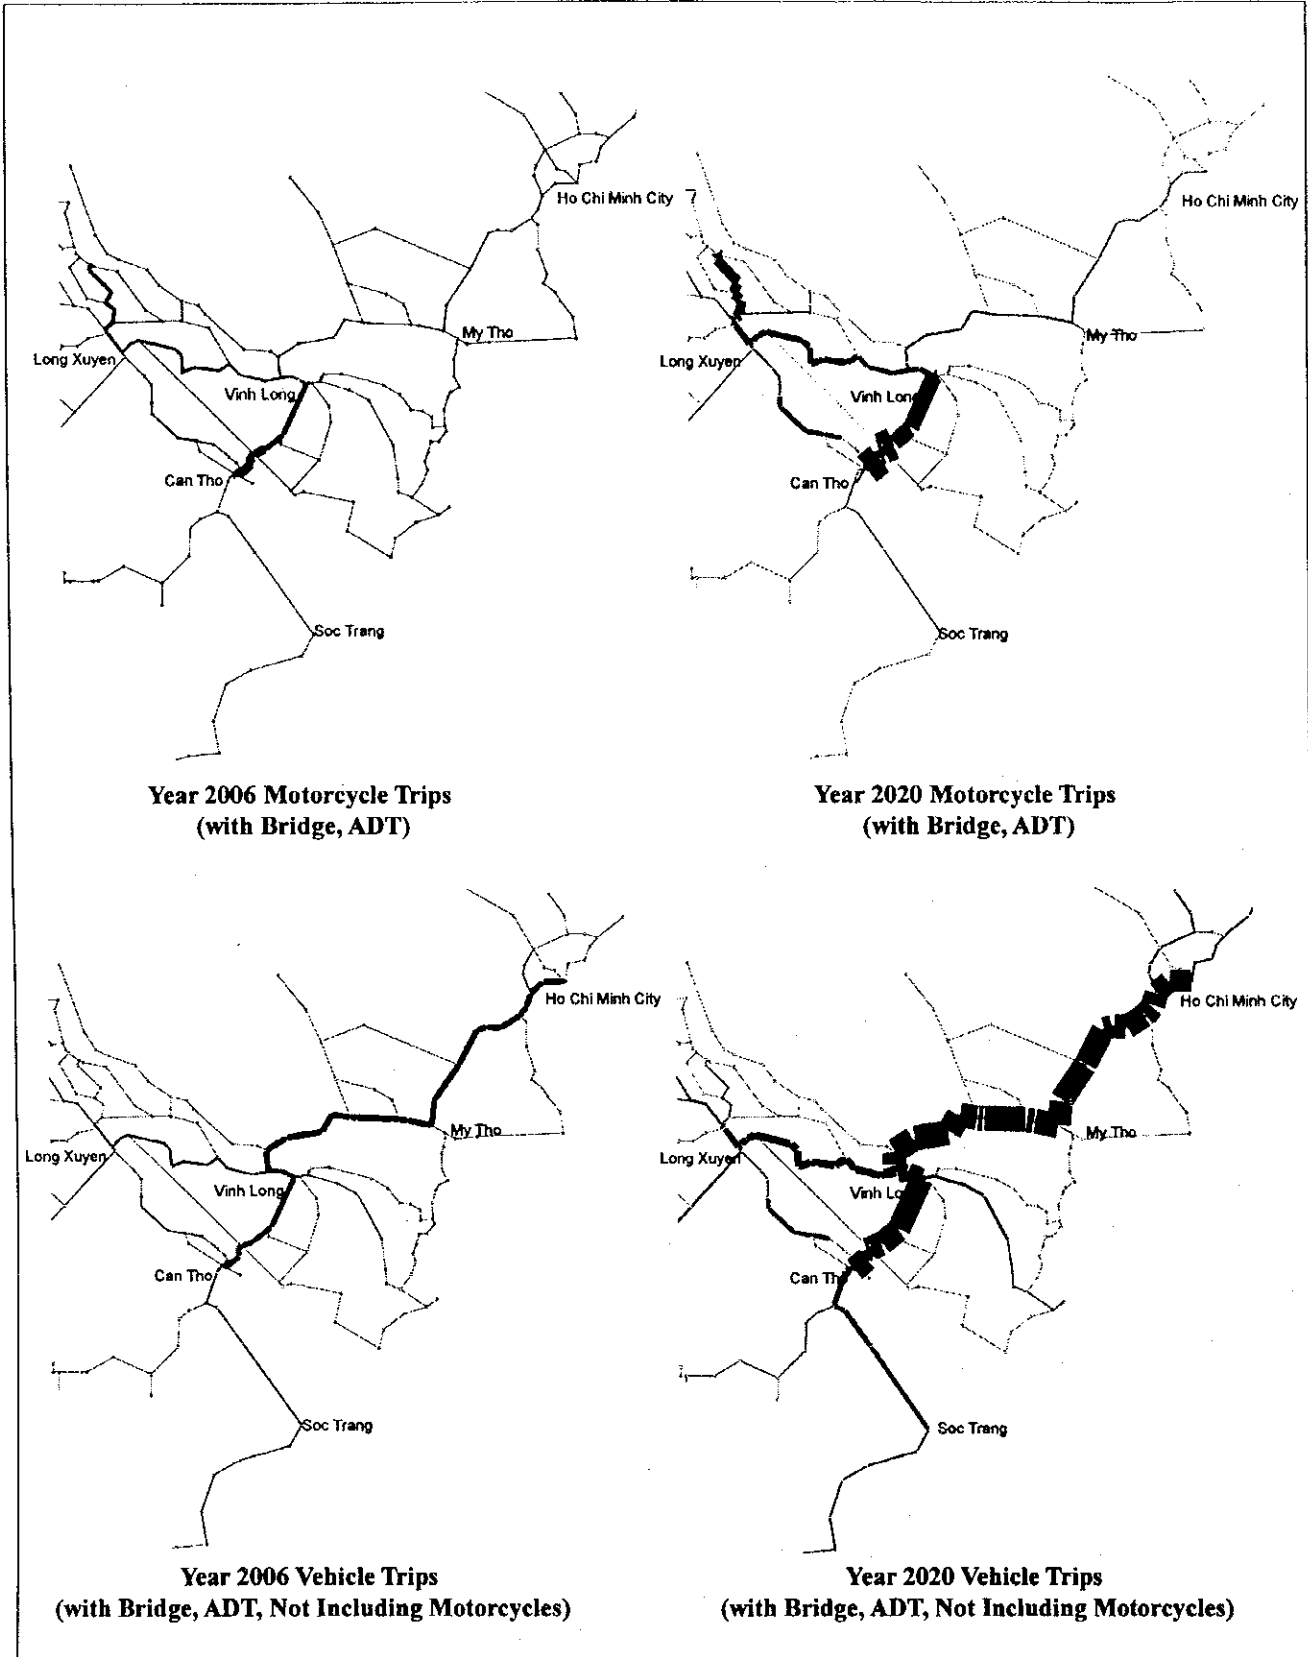 Ho Chi Minh City
My Tho
Long Xuyen
Vinh Long
Can Tho
Soc Trang
Year 2006 Motorcycle Trips
(with Bridge, ADT)
Ho Chi Minh City
My Tho
Long Xuyen
Vinh Long
Can Tho
Soc Trang
Year 2020 Motorcycle Trips
(with Bridge, ADT)
Ho Chi Minh City
My Tho
Long Xuyen
Vinh Long
Can Tho
Soc Trang
Year 2006 Vehicle Trips
(with Bridge, ADT, Not Including Motorcycles)
Ho Chi Minh City
My Tho
Long Xuyen
Vinh Lo
Can Th
Soc Trang
Year 2020 Vehicle Trips
(with Bridge, ADT, Not Including Motorcycles)